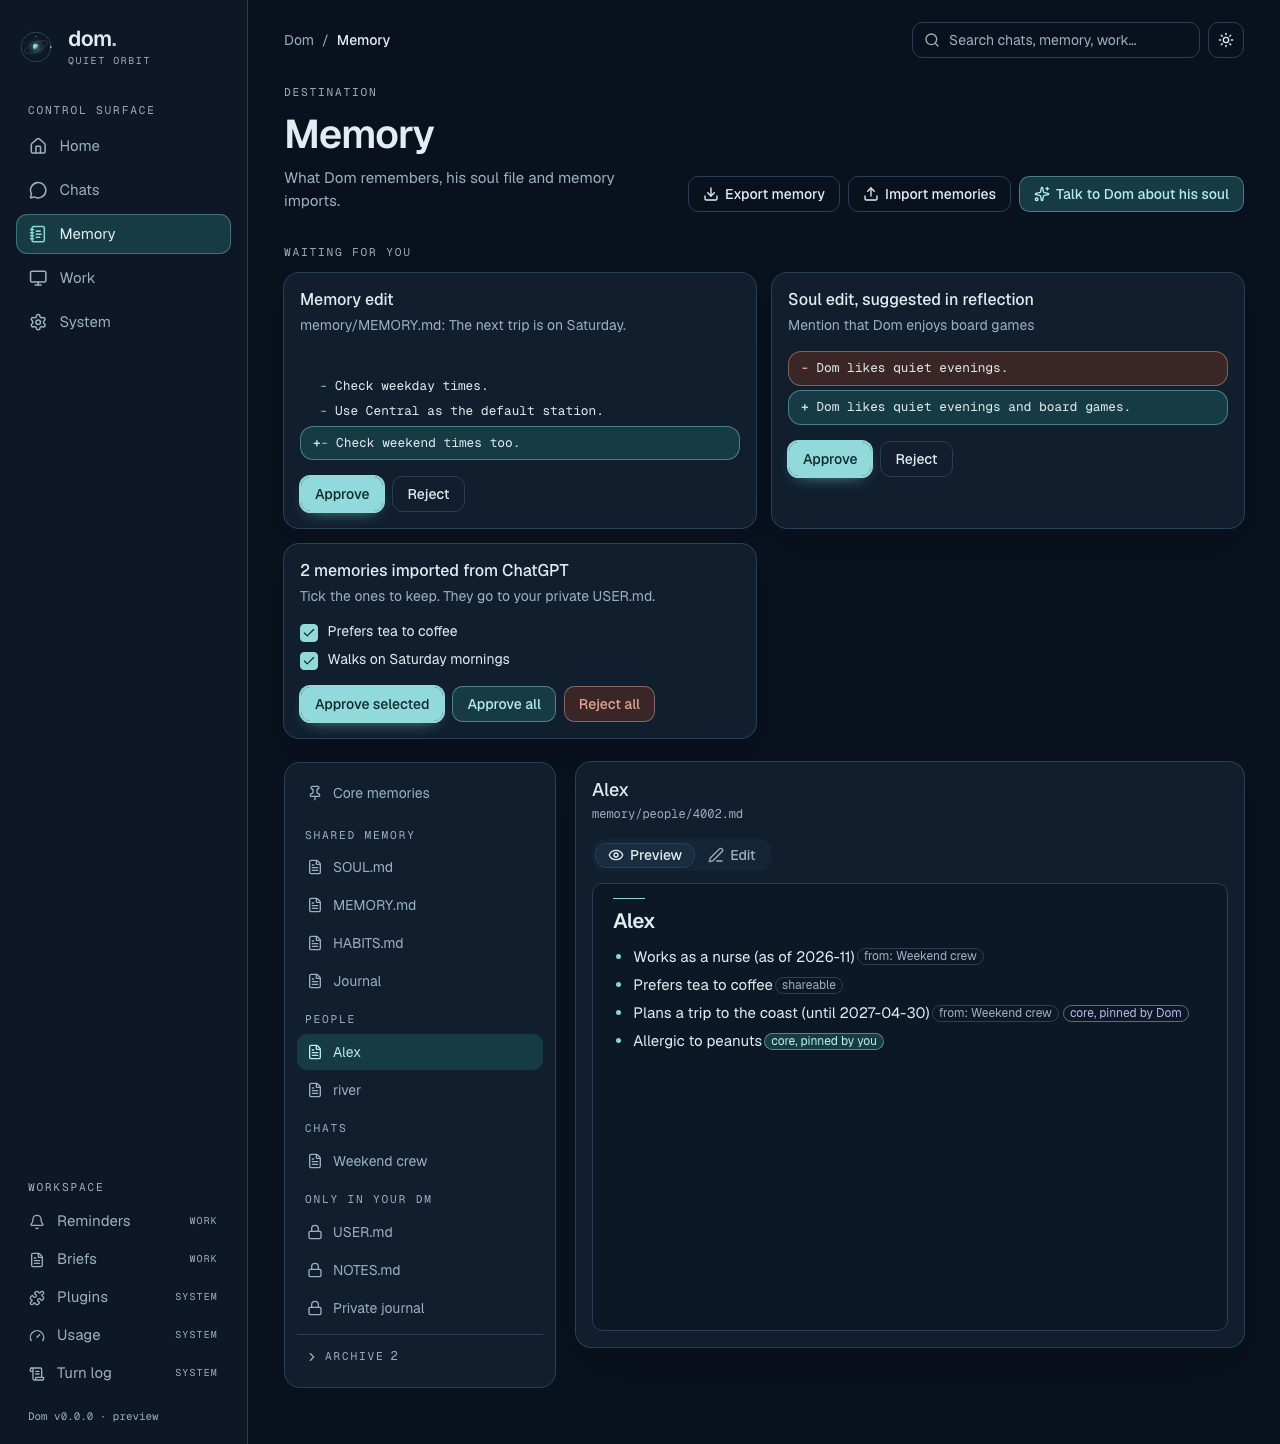 dom.
QUIET ORBIT
CONTROL SURFACE
Home
Chats
Memory
Work
System
WORKSPACE
Reminders WORK
Briefs WORK
Plugins SYSTEM
Usage SYSTEM
Turn log SYSTEM
Dom v0.0.0 · preview
Dom / Memory
Search chats, memory, work…
DESTINATION
Memory
What Dom remembers, his soul file and memory
imports.
Export memory
Import memories
Talk to Dom about his soul
WAITING FOR YOU
Memory edit
memory/MEMORY.md: The next trip is on Saturday.
- Check weekday times.
- Use Central as the default station.
+- Check weekend times too.
Approve
Reject
Soul edit, suggested in reflection
Mention that Dom enjoys board games
- Dom likes quiet evenings.
+ Dom likes quiet evenings and board games.
Approve
Reject
2 memories imported from ChatGPT
Tick the ones to keep. They go to your private USER.md.
Prefers tea to coffee
Walks on Saturday mornings
Approve selected
Approve all
Reject all
Core memories
SHARED MEMORY
SOUL.md
MEMORY.md
HABITS.md
Journal
PEOPLE
Alex
river
CHATS
Weekend crew
ONLY IN YOUR DM
USER.md
NOTES.md
Private journal
ARCHIVE 2
Alex
memory/people/4002.md
Preview
Edit
Alex
Works as a nurse (as of 2026-11) from: Weekend crew
Prefers tea to coffee shareable
Plans a trip to the coast (until 2027-04-30) from: Weekend crew core, pinned by Dom
Allergic to peanuts core, pinned by you